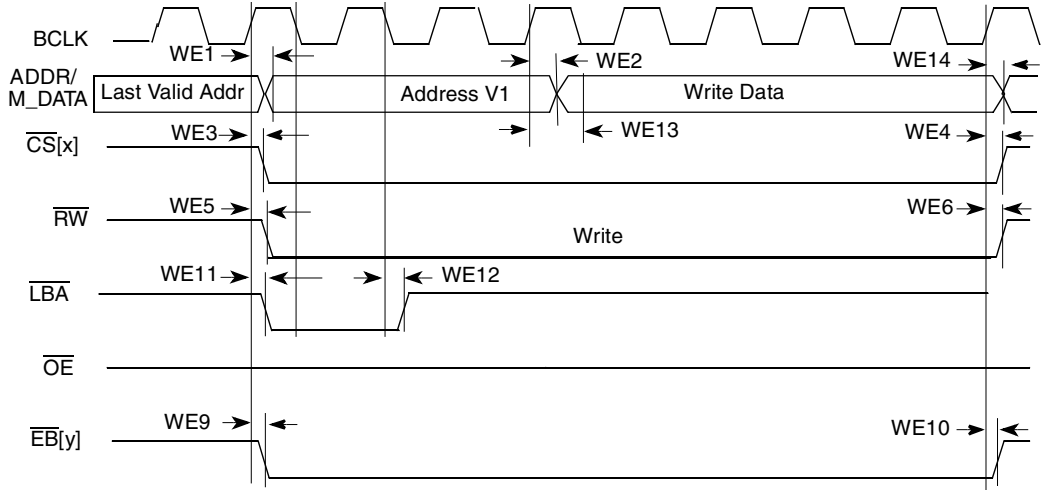 BCLK
WE1
WE2
WE14
ADDR/
M_DATA
Last Valid Addr
Address V1
Write Data
WE3
WE13
WE4
CS[x]
WE5
WE6
RW
Write
WE11
WE12
LBA
OE
WE9
WE10
EB[y]